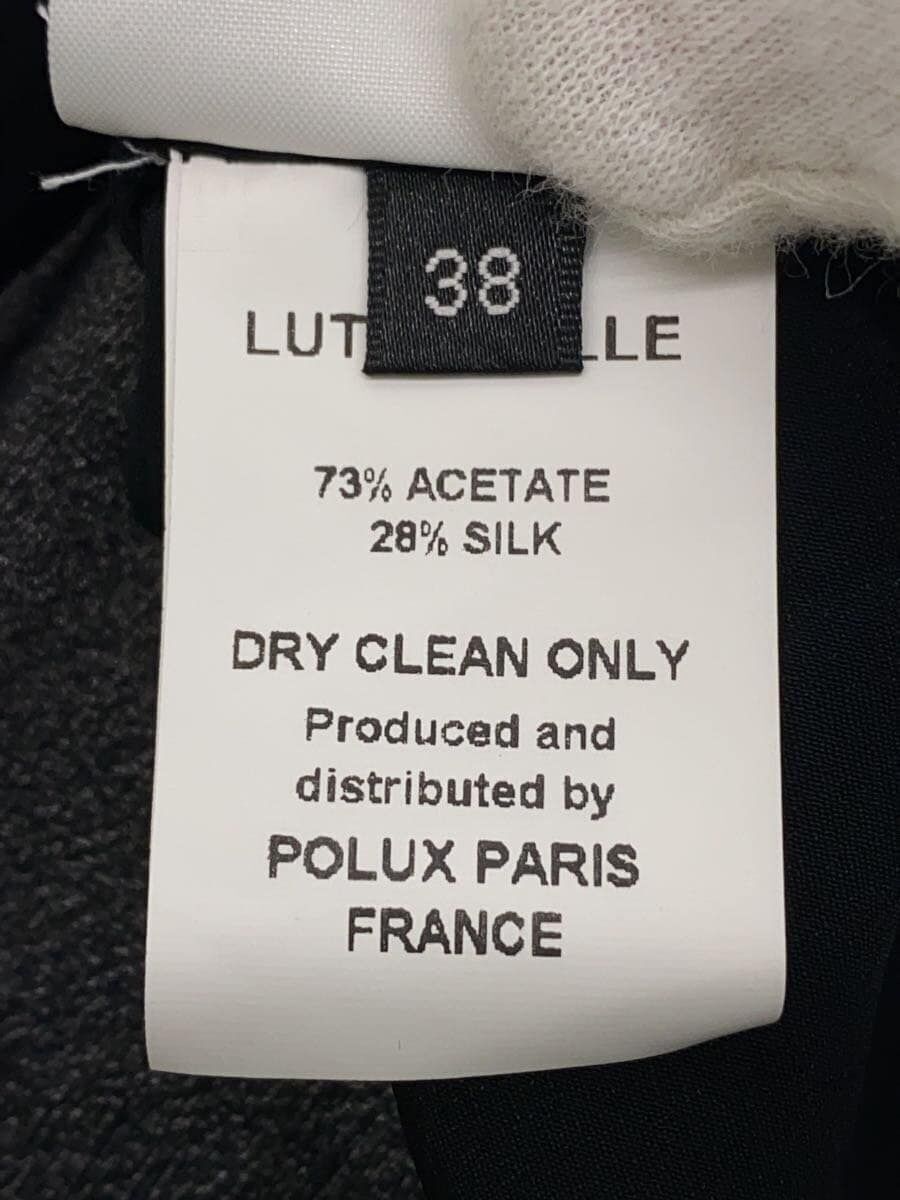 38
73% ACETATE
28% SILK
DRY CLEAN ONLY
Produced and
distributed by
POLUX PARIS
FRANCE